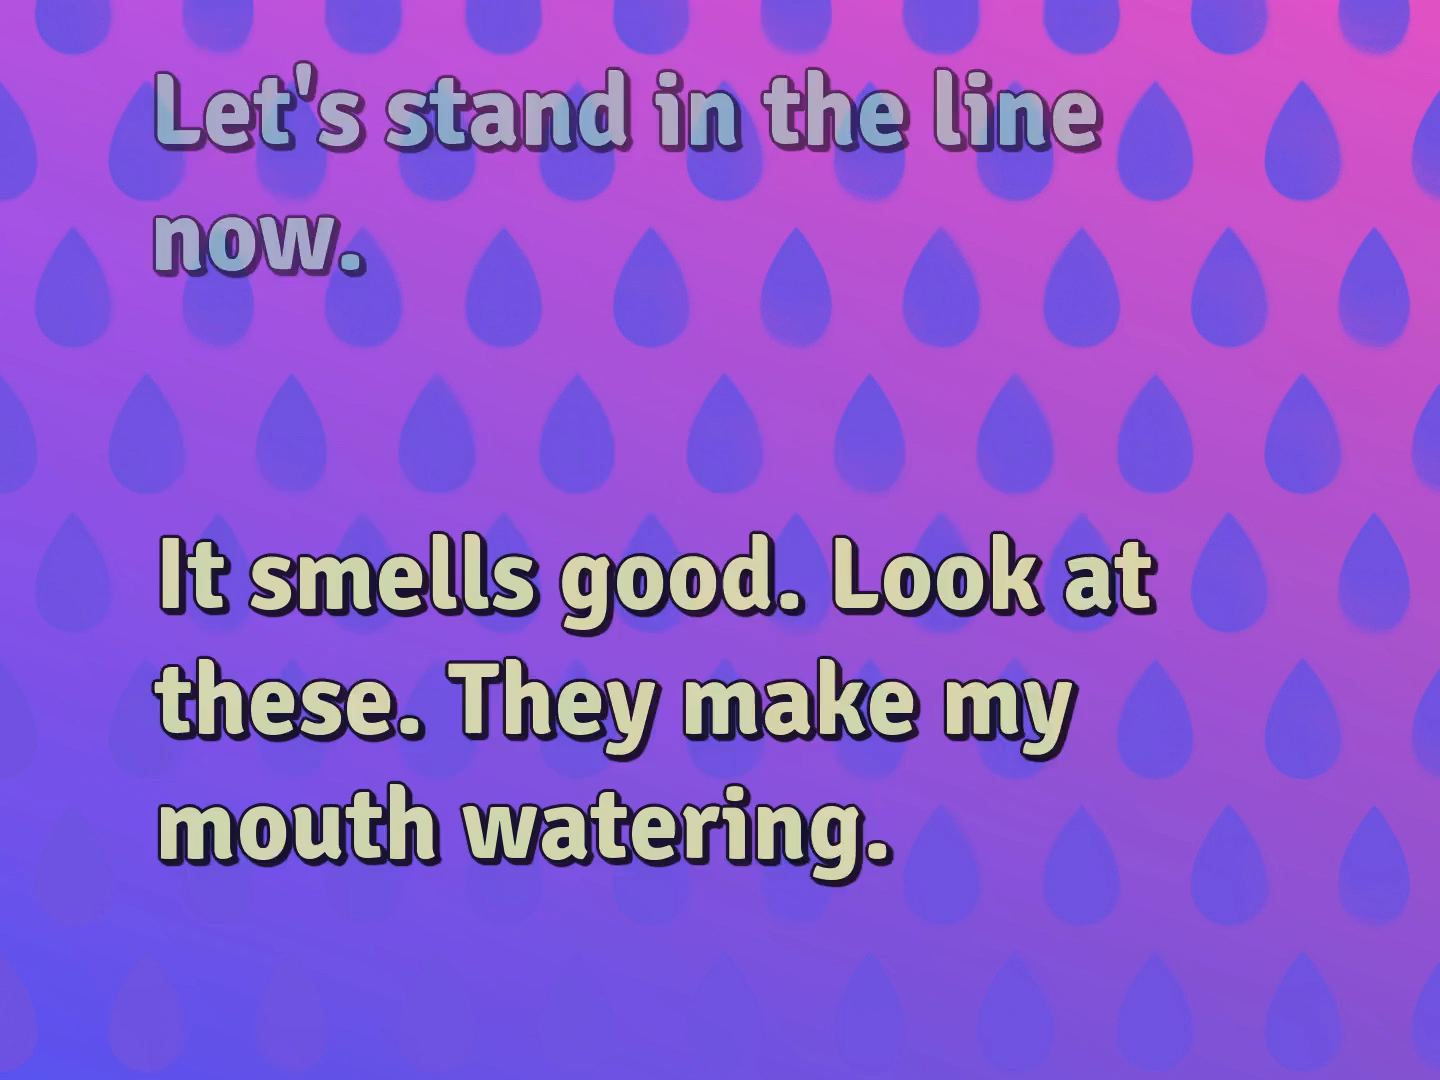 Let's stand in the line
now.
It smells good. Look at
these. They make my
mouth watering.